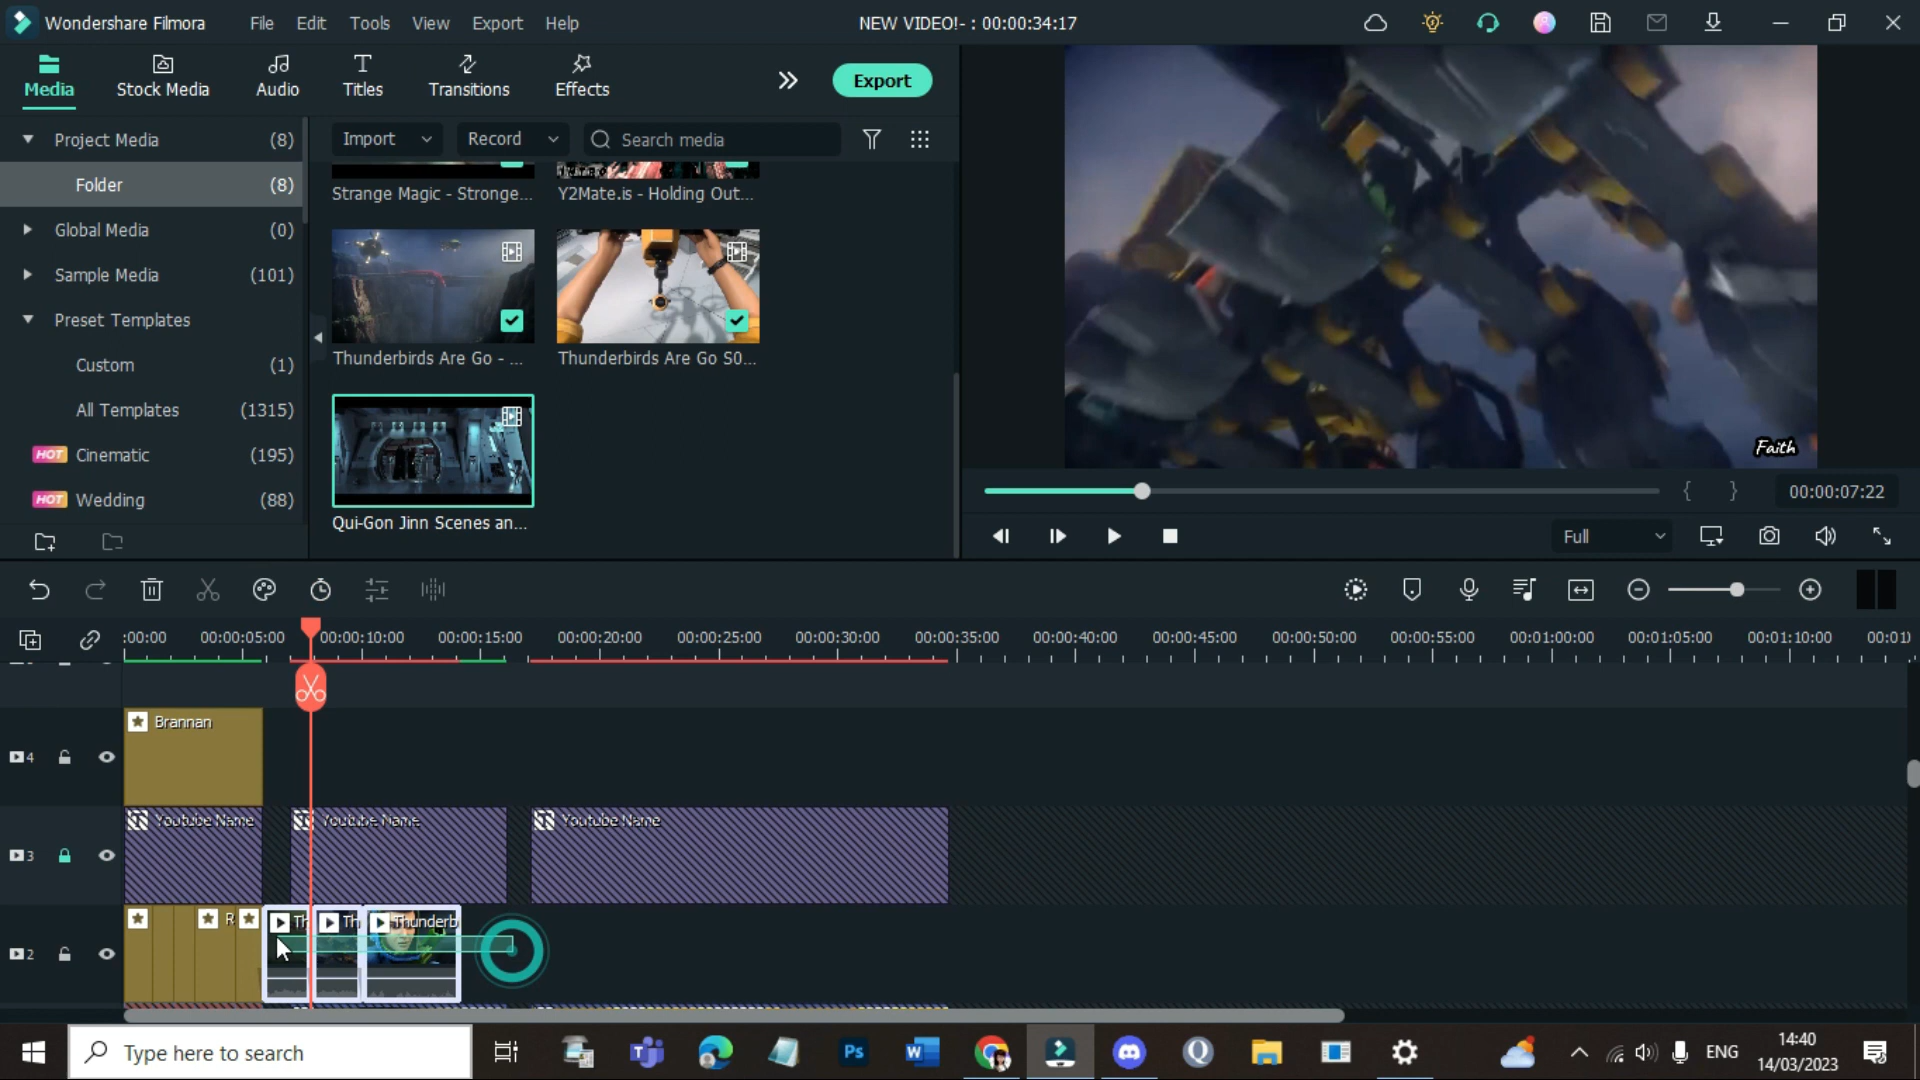 Wondershare Filmora
File Edit Tools View Export Help
NEW VIDEO!- : 00:00:34:17
Media
Stock Media
Audio
Titles
Transitions
Effects
Export
Project Media (8)
Folder (8)
Global Media (0)
Sample Media (101)
Preset Templates
Custom (1)
All Templates (1315)
HOT Cinematic (195)
HOT Wedding (88)
Import
Record
Search media
Strange Magic - Stronge...
Y2Mate.is - Holding Out...
Thunderbirds Are Go - ...
Thunderbirds Are Go S0...
Qui-Gon Jinn Scenes an...
Faith
00:00:07:22
Full
:00:00 00:00:05:00 00:00:10:00 00:00:15:00 00:00:20:00 00:00:25:00 00:00:30:00 00:00:35:00 00:00:40:00 00:00:45:00 00:00:50:00 00:00:55:00 00:01:00:00 00:01:05:00 00:01:10:00 00:01
4
Brannan
3
Youtube Name
Youtube Name
Youtube Name
2
R
Th
Th
Thunderb
Type here to search
Ps
ENG
14:40
14/03/2023